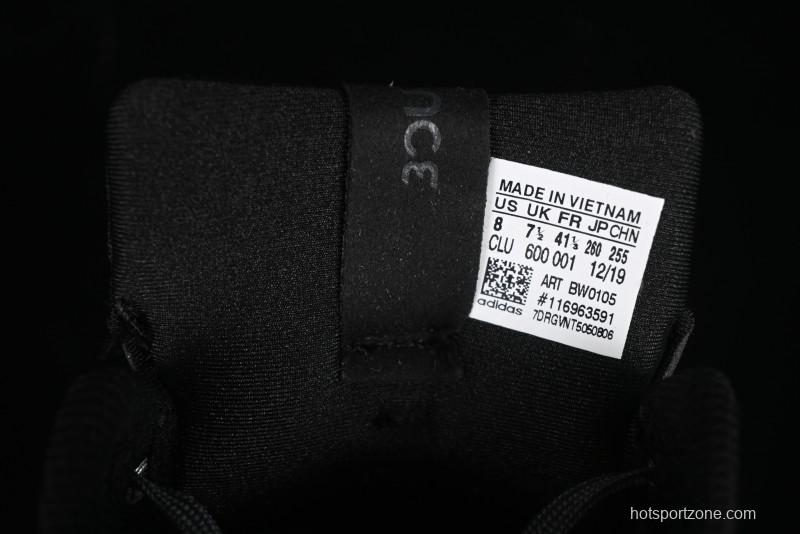 NCE
MADE IN VIETNAM
US UK FR JP CHN
8 7½ 41⅓ 260 255
CLU 600 001 12/19
ART BW0105
#116963591
adidas 7DRGVNT5050806
hotsportzone.com